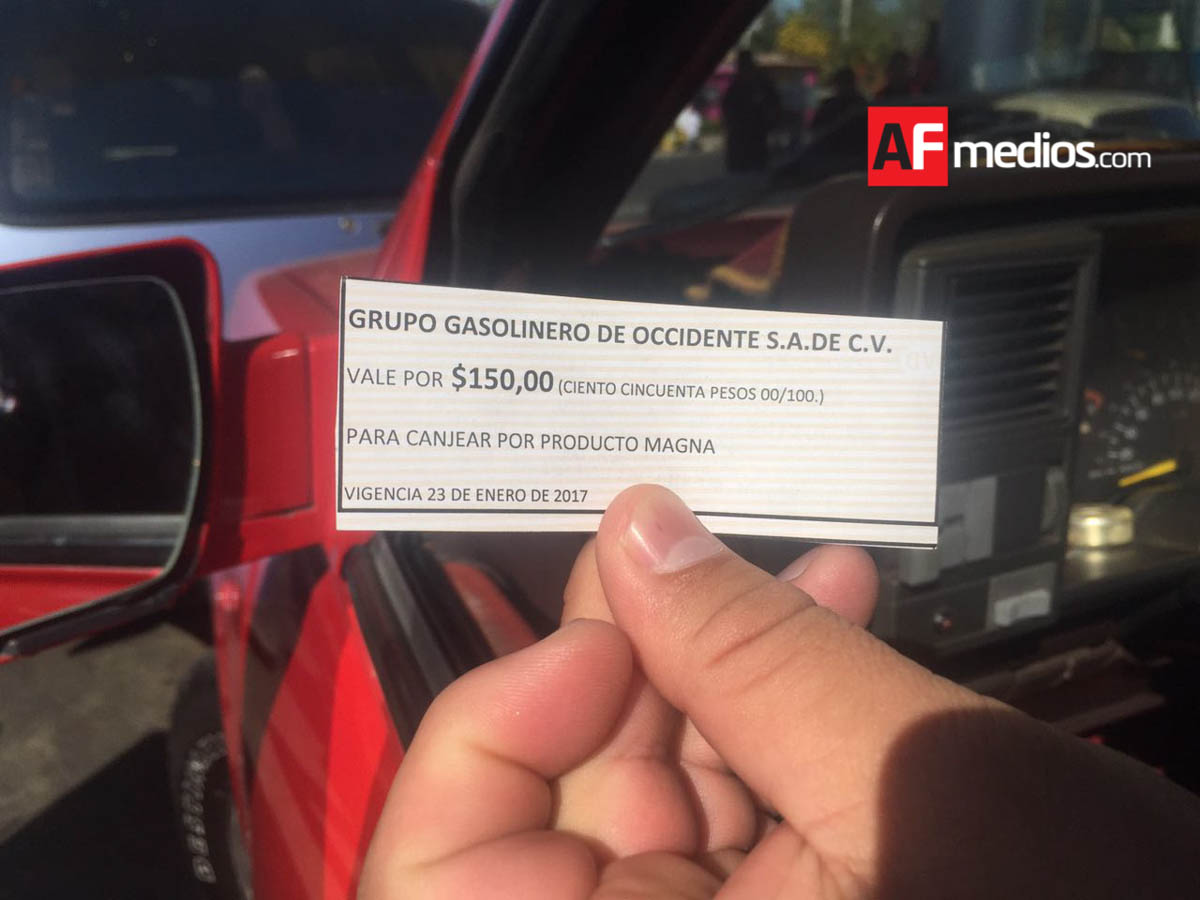 AFmedios.com
GRUPO GASOLINERO DE OCCIDENTE S.A.DE C.V.
VALE POR $150,00 (CIENTO CINCUENTA PESOS 00/100.)
PARA CANJEAR POR PRODUCTO MAGNA
VIGENCIA 23 DE ENERO DE 2017